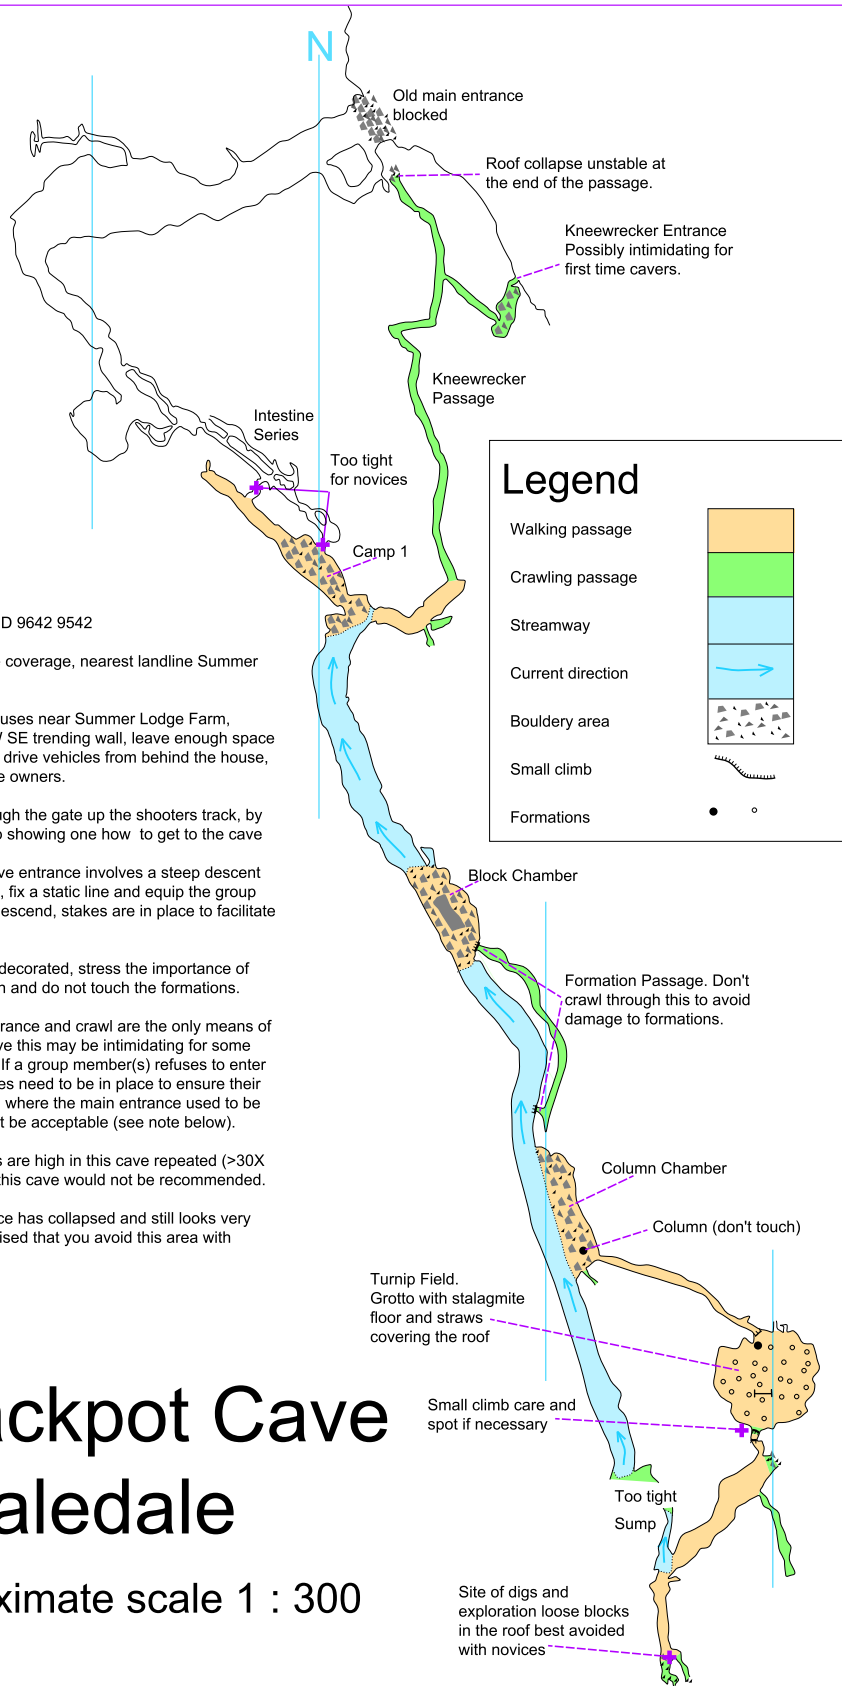 N
Old main entrance
blocked
Roof collapse unstable at
the end of the passage.
Kneewrecker Entrance
Possibly intimidating for
first time cavers.
Kneewrecker
Passage
Intestine
Series
Too tight
for novices
Camp 1
Legend
Walking passage
Crawling passage
Streamway
Current direction
Bouldery area
Small climb
Formations
D 9642 9542
coverage, nearest landline Summer
uses near Summer Lodge Farm,
SE trending wall, leave enough space
drive vehicles from behind the house,
e owners.
ugh the gate up the shooters track, by
o showing one how to get to the cave
ve entrance involves a steep descent
, fix a static line and equip the group
escend, stakes are in place to facilitate
decorated, stress the importance of
n and do not touch the formations.
rance and crawl are the only means of
ve this may be intimidating for some
If a group member(s) refuses to enter
es need to be in place to ensure their
where the main entrance used to be
t be acceptable (see note below).
s are high in this cave repeated (>30X
this cave would not be recommended.
ce has collapsed and still looks very
ised that you avoid this area with
Block Chamber
Formation Passage. Don't
crawl through this to avoid
damage to formations.
Column Chamber
Column (don't touch)
Turnip Field.
Grotto with stalagmite
floor and straws
covering the roof
Small climb care and
spot if necessary
Too tight
Sump
ackpot Cave
aledale
ximate scale 1 : 300
Site of digs and
exploration loose blocks
in the roof best avoided
with novices